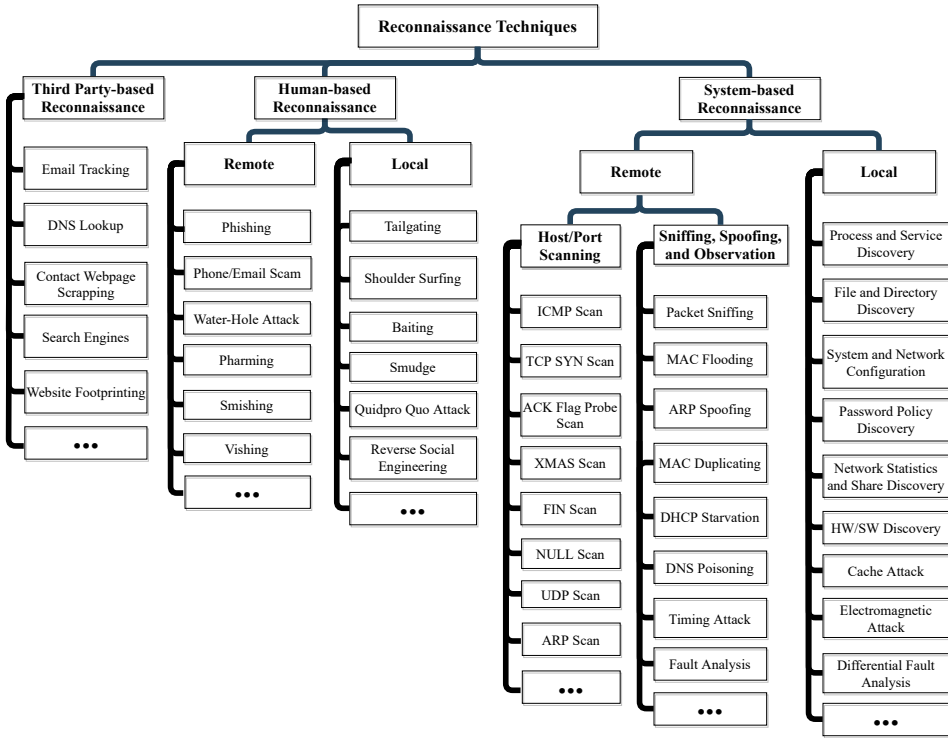 Reconnaissance Techniques
Third Party-based
Reconnaissance
Email Tracking
DNS Lookup
Contact Webpage
Scrapping
Search Engines
Website Footprinting
•••
Human-based
Reconnaissance
Remote
Phishing
Phone/Email Scam
Water-Hole Attack
Pharming
Smishing
Vishing
•••
Local
Tailgating
Shoulder Surfing
Baiting
Smudge
Quidpro Quo Attack
Reverse Social
Engineering
•••
System-based
Reconnaissance
Remote
Host/Port
Scanning
ICMP Scan
TCP SYN Scan
ACK Flag Probe
Scan
XMAS Scan
FIN Scan
NULL Scan
UDP Scan
ARP Scan
•••
Sniffing, Spoofing,
and Observation
Packet Sniffing
MAC Flooding
ARP Spoofing
MAC Duplicating
DHCP Starvation
DNS Poisoning
Timing Attack
Fault Analysis
•••
Local
Process and Service
Discovery
File and Directory
Discovery
System and Network
Configuration
Password Policy
Discovery
Network Statistics
and Share Discovery
HW/SW Discovery
Cache Attack
Electromagnetic
Attack
Differential Fault
Analysis
•••